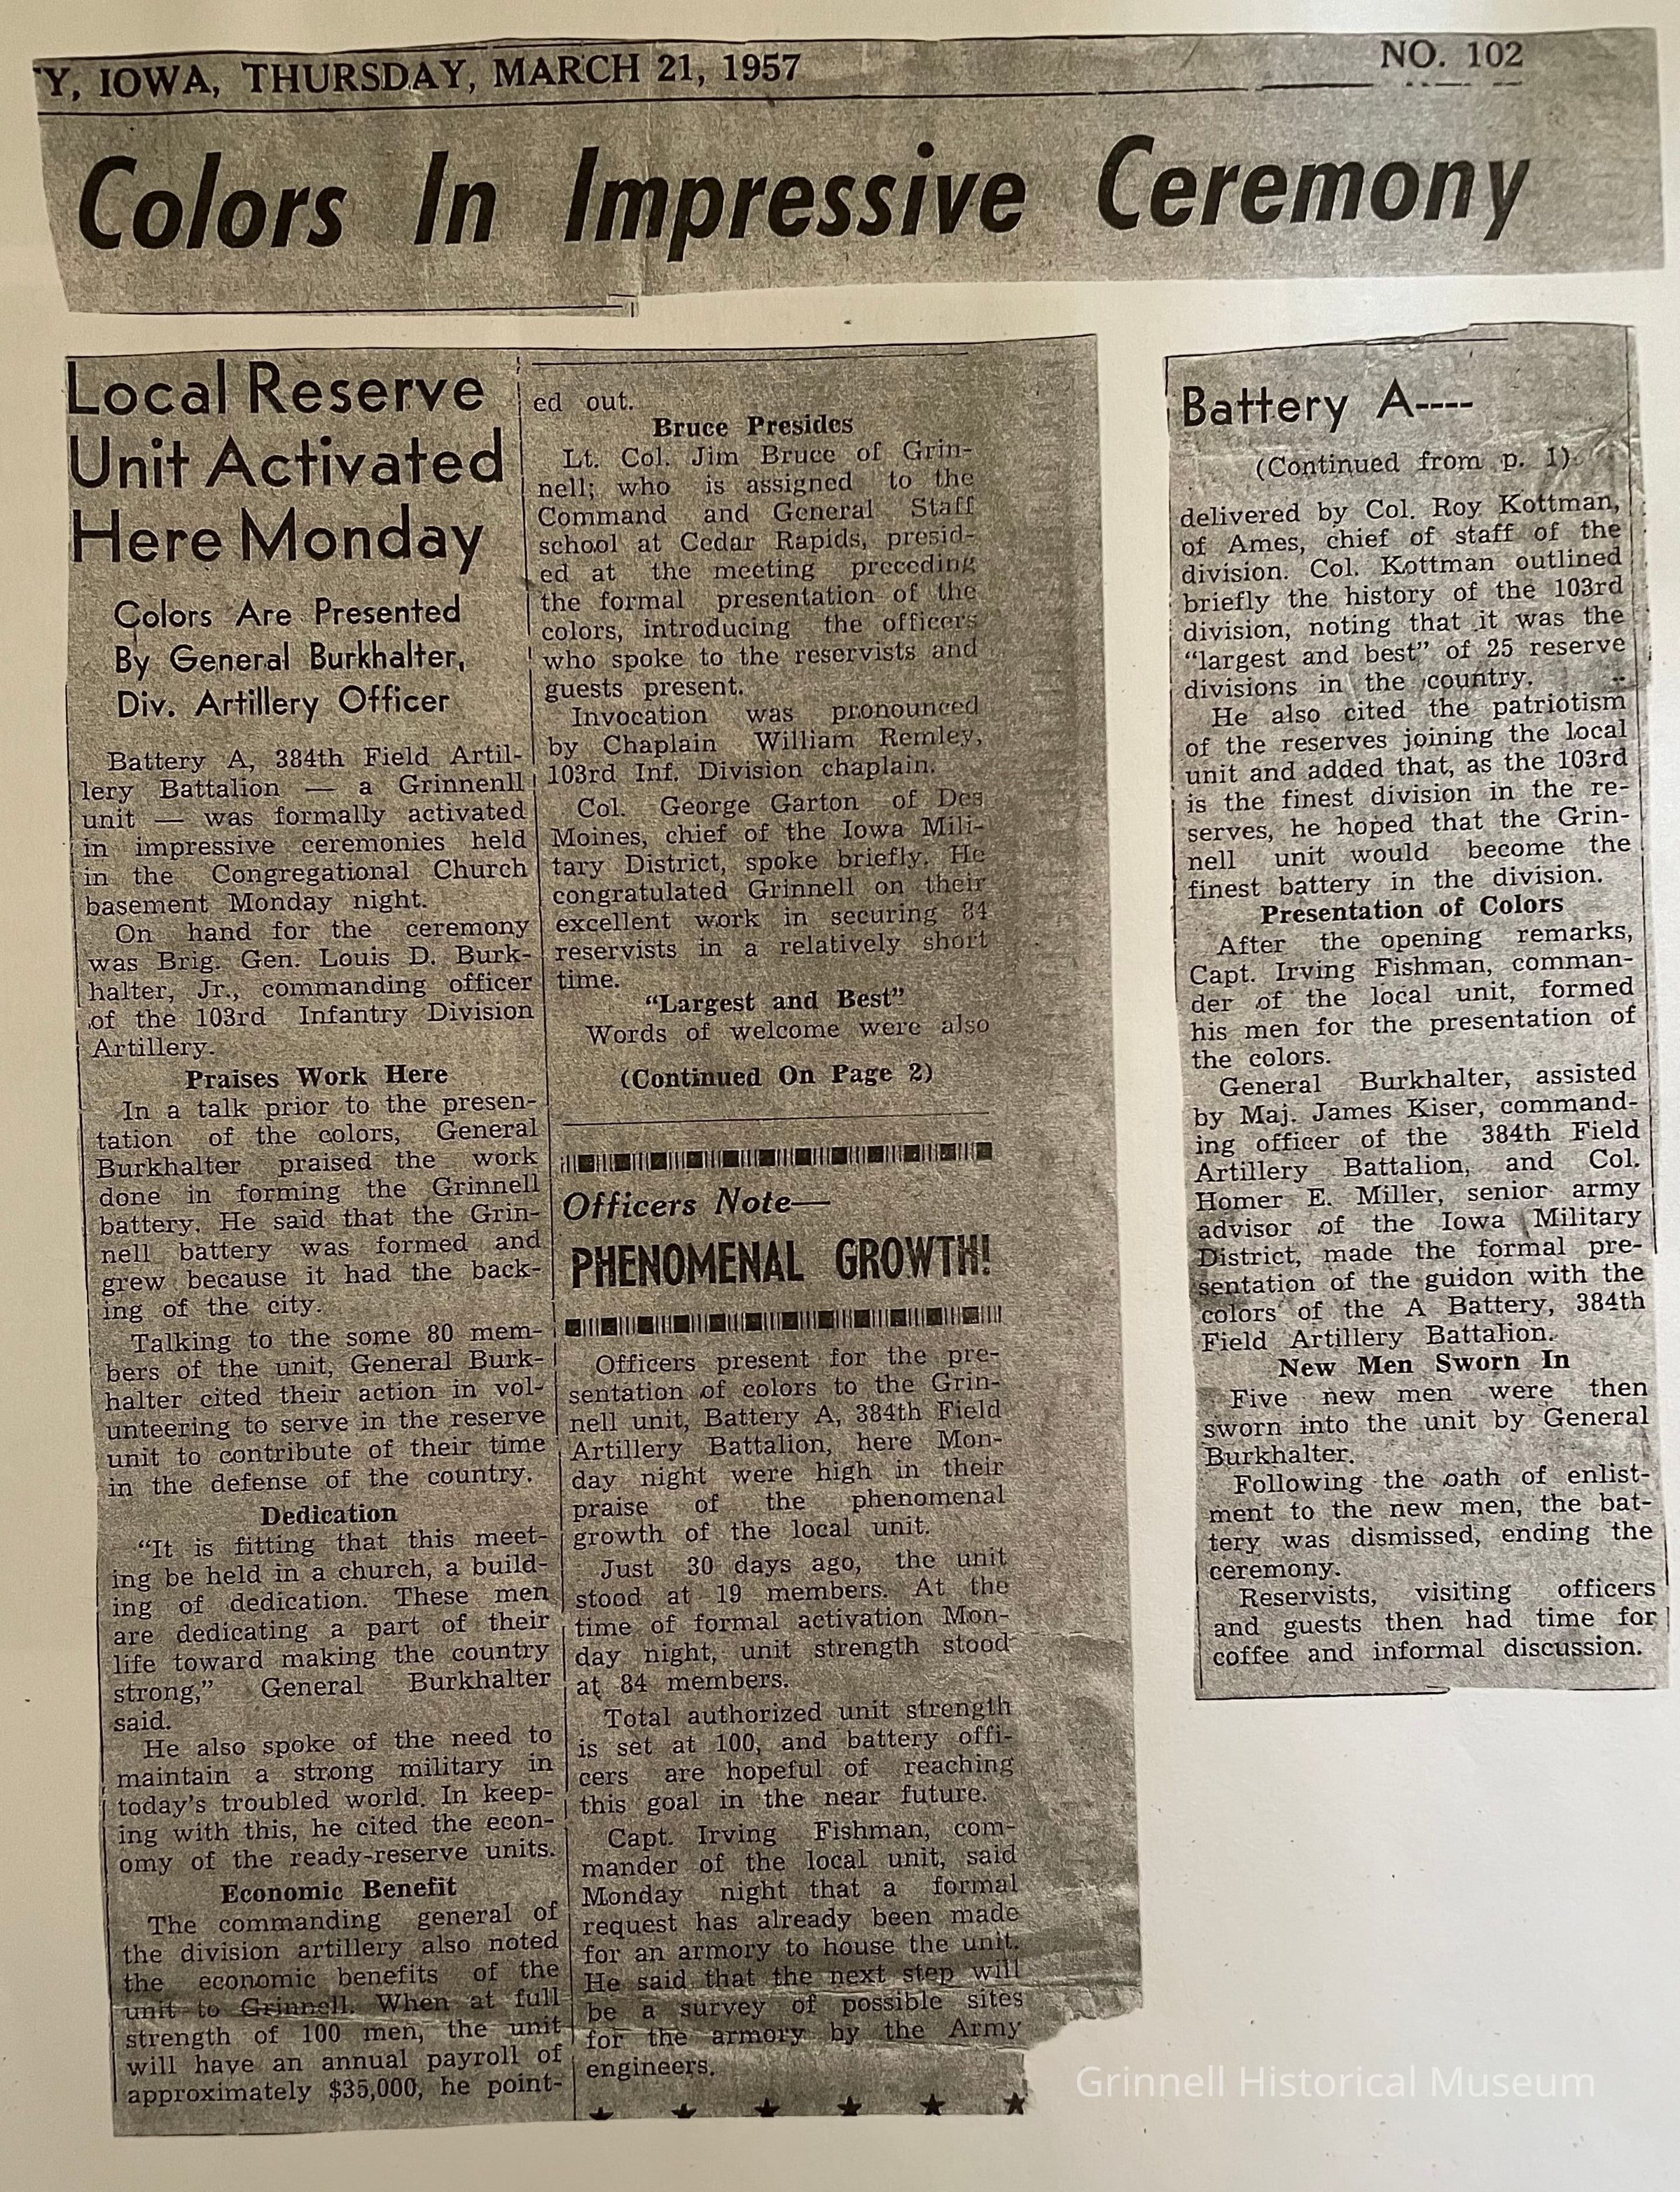 Y, IOWA, THURSDAY, MARCH 21, 1957
NO. 102
Colors In Impressive Ceremony
Local Reserve
Unit Activated
Here Monday
Colors Are Presented
By General Burkhalter,
Div. Artillery Officer
Battery A, 384th Field Artil-
lery Battalion — a Grinnenll
unit — was formally activated
in impressive ceremonies held
in the Congregational Church
basement Monday night.
On hand for the ceremony
was Brig. Gen. Louis D. Burk-
halter, Jr., commanding officer
of the 103rd Infantry Division
Artillery.
Praises Work Here
In a talk prior to the presen-
tation of the colors, General
Burkhalter praised the work
done in forming the Grinnell
battery. He said that the Grin-
nell battery was formed and
grew because it had the back-
ing of the city.
Talking to the some 80 mem-
bers of the unit, General Burk-
halter cited their action in vol-
unteering to serve in the reserve
unit to contribute of their time
in the defense of the country.
Dedication
"It is fitting that this meet-
ing be held in a church, a build-
ing of dedication. These men
are dedicating a part of their
life toward making the country
strong," General Burkhalter
said.
He also spoke of the need to
maintain a strong military in
today's troubled world. In keep-
ing with this, he cited the econ-
omy of the ready-reserve units.
Economic Benefit
The commanding general of
the division artillery also noted
the economic benefits of the
unit to Grinnell. When at full
strength of 100 men, the unit
will have an annual payroll of
approximately $35,000, he point-
ed out.
Bruce Presides
Lt. Col. Jim Bruce of Grin-
nell; who is assigned to the
Command and General Staff
school at Cedar Rapids, presid-
ed at the meeting preceding
the formal presentation of the
colors, introducing the officers
who spoke to the reservists and
guests present.
Invocation was pronounced
by Chaplain William Remley,
103rd Inf. Division chaplain.
Col. George Garton of Des
Moines, chief of the Iowa Mili-
tary District, spoke briefly. He
congratulated Grinnell on their
excellent work in securing 84
reservists in a relatively short
time.
"Largest and Best"
Words of welcome were also
(Continued On Page 2)
Officers Note—
PHENOMENAL GROWTH!
Officers present for the pre-
sentation of colors to the Grin-
nell unit, Battery A, 384th Field
Artillery Battalion, here Mon-
day night were high in their
praise of the phenomenal
growth of the local unit.
Just 30 days ago, the unit
stood at 19 members. At the
time of formal activation Mon-
day night, unit strength stood
at 84 members.
Total authorized unit strength
is set at 100, and battery offi-
cers are hopeful of reaching
this goal in the near future.
Capt. Irving Fishman, com-
mander of the local unit, said
Monday night that a formal
request has already been made
for an armory to house the unit.
He said that the next step will
be a survey of possible sites
for the armory by the Army
engineers.
Battery A----
(Continued from p. 1)
delivered by Col. Roy Kottman,
of Ames, chief of staff of the
division. Col. Kottman outlined
briefly the history of the 103rd
division, noting that it was the
"largest and best" of 25 reserve
divisions in the country.
He also cited the patriotism
of the reserves joining the local
unit and added that, as the 103rd
is the finest division in the re-
serves, he hoped that the Grin-
nell unit would become the
finest battery in the division.
Presentation of Colors
After the opening remarks,
Capt. Irving Fishman, comman-
der of the local unit, formed
his men for the presentation of
the colors.
General Burkhalter, assisted
by Maj. James Kiser, command-
ing officer of the 384th Field
Artillery Battalion, and Col.
Homer E. Miller, senior army
advisor of the Iowa Military
District, made the formal pre-
sentation of the guidon with the
colors of the A Battery, 384th
Field Artillery Battalion.
New Men Sworn In
Five new men were then
sworn into the unit by General
Burkhalter.
Following the oath of enlist-
ment to the new men, the bat-
tery was dismissed, ending the
ceremony.
Reservists, visiting officers
and guests then had time for
coffee and informal discussion.
Grinnell Historical Museum